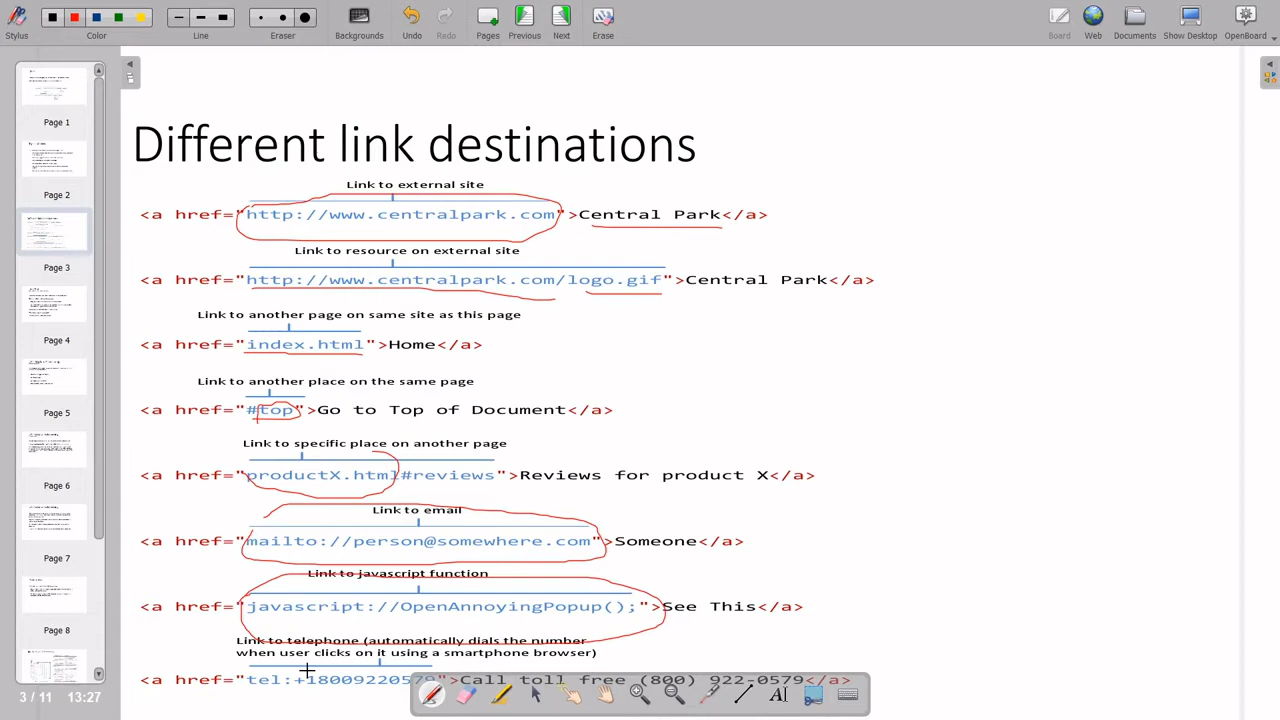 Stylus
Color
Line
Eraser
Backgrounds
Undo
Redo
Pages
Previous
Next
Erase
Board
Web
Documents
Show Desktop
OpenBoard
Page 1
Page 2
Page 3
Page 4
Page 5
Page 6
Page 7
Page 8
3 / 11 13:27
Different link destinations
Link to external site
<a href="http://www.centralpark.com">Central Park</a>
Link to resource on external site
<a href="http://www.centralpark.com/logo.gif">Central Park</a>
Link to another page on same site as this page
<a href="index.html">Home</a>
Link to another place on the same page
<a href="#top">Go to Top of Document</a>
Link to specific place on another page
<a href="productX.html#reviews">Reviews for product X</a>
Link to email
<a href="mailto://person@somewhere.com">Someone</a>
Link to javascript function
<a href="javascript://OpenAnnoyingPopup();">See This</a>
Link to telephone (automatically dials the number
when user clicks on it using a smartphone browser)
<a href="tel:+18009220579">Call toll free (800) 922-0579</a>